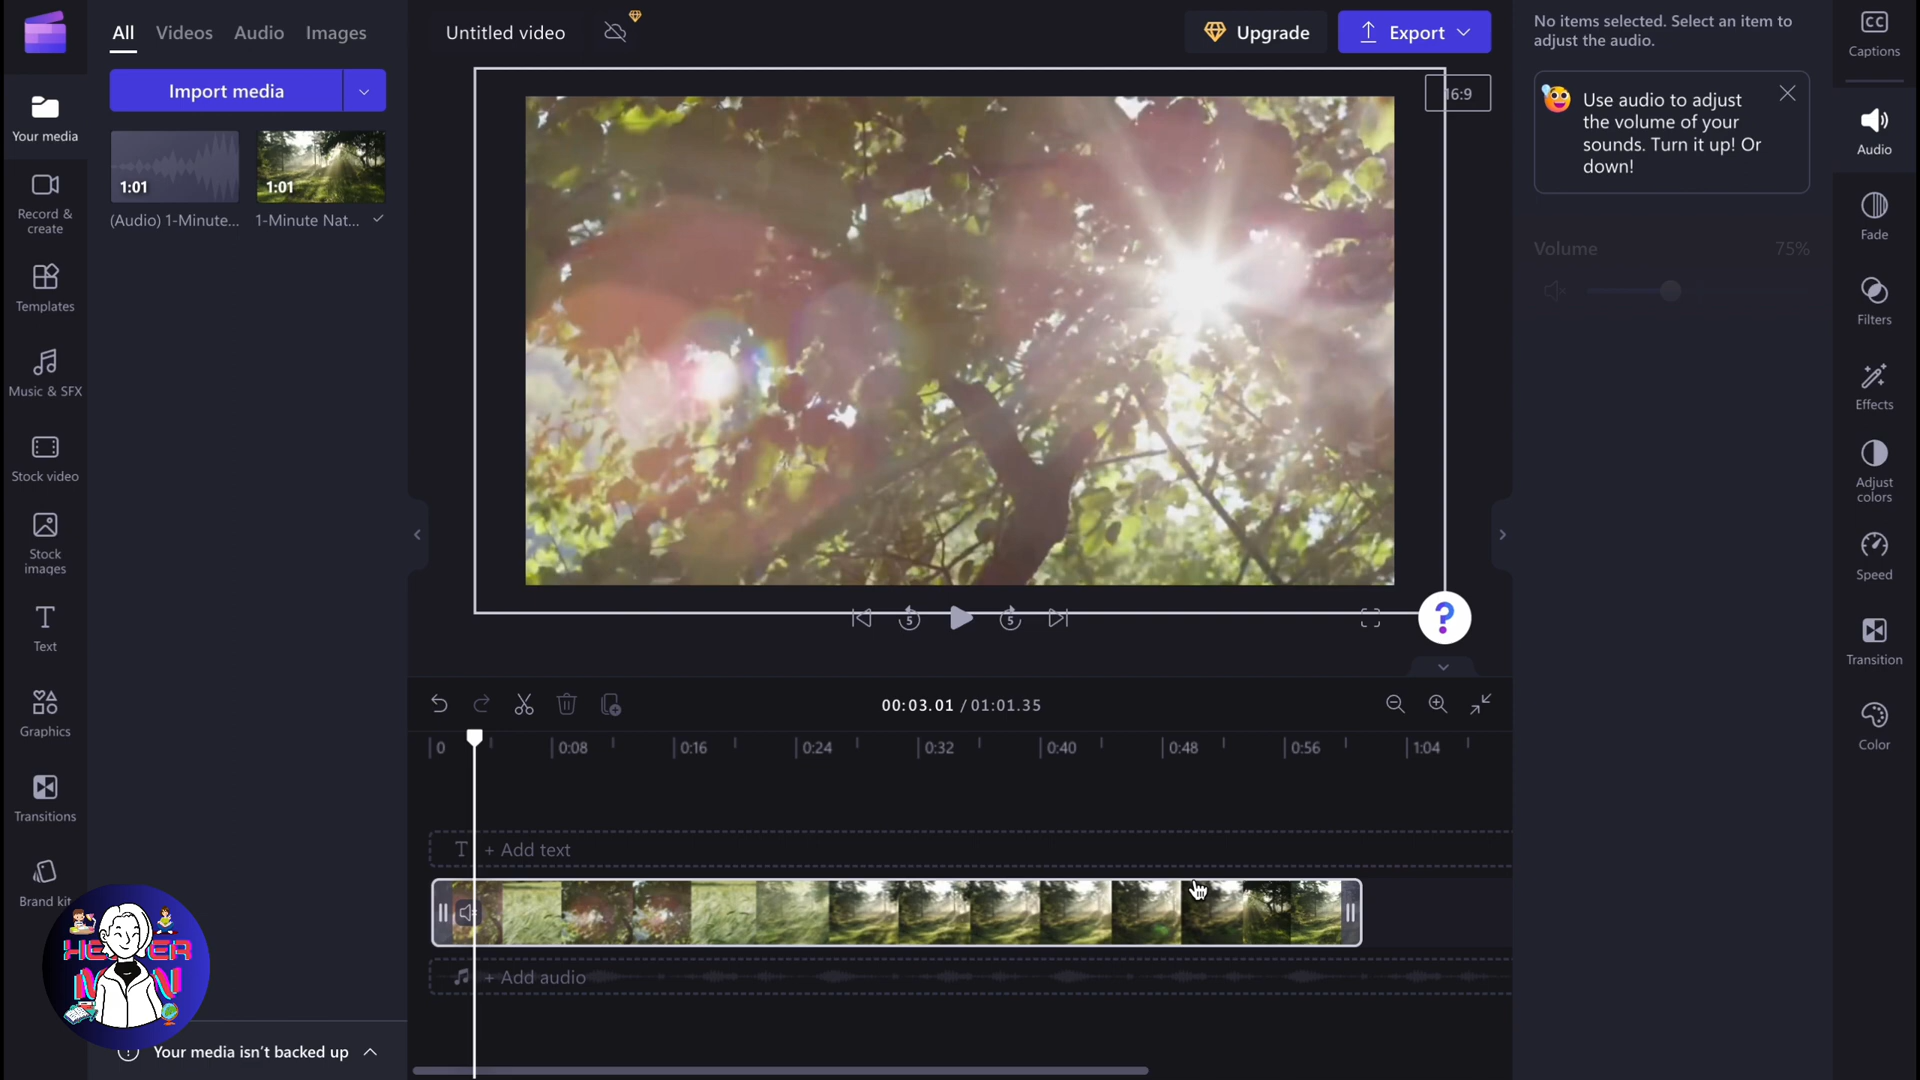 All Videos Audio Images
Untitled video
Upgrade
Export
No items selected. Select an item to
adjust the audio.
Captions
Import media
16:9
Use audio to adjust
the volume of your
sounds. Turn it up! Or
down!
Your media
1:01
1:01
(Audio) 1-Minute...
1-Minute Nat...
Audio
Record &
create
Fade
Volume 75%
Templates
Filters
Music & SFX
Effects
Stock video
Adjust
colors
Stock
images
Speed
Text
5
5
?
Transition
Graphics
00:03.01 / 01:01.35
0 0:08 0:16 0:24 0:32 0:40 0:48 0:56 1:04
Color
Transitions
T + Add text
Brand kit
+ Add audio
Your media isn't backed up